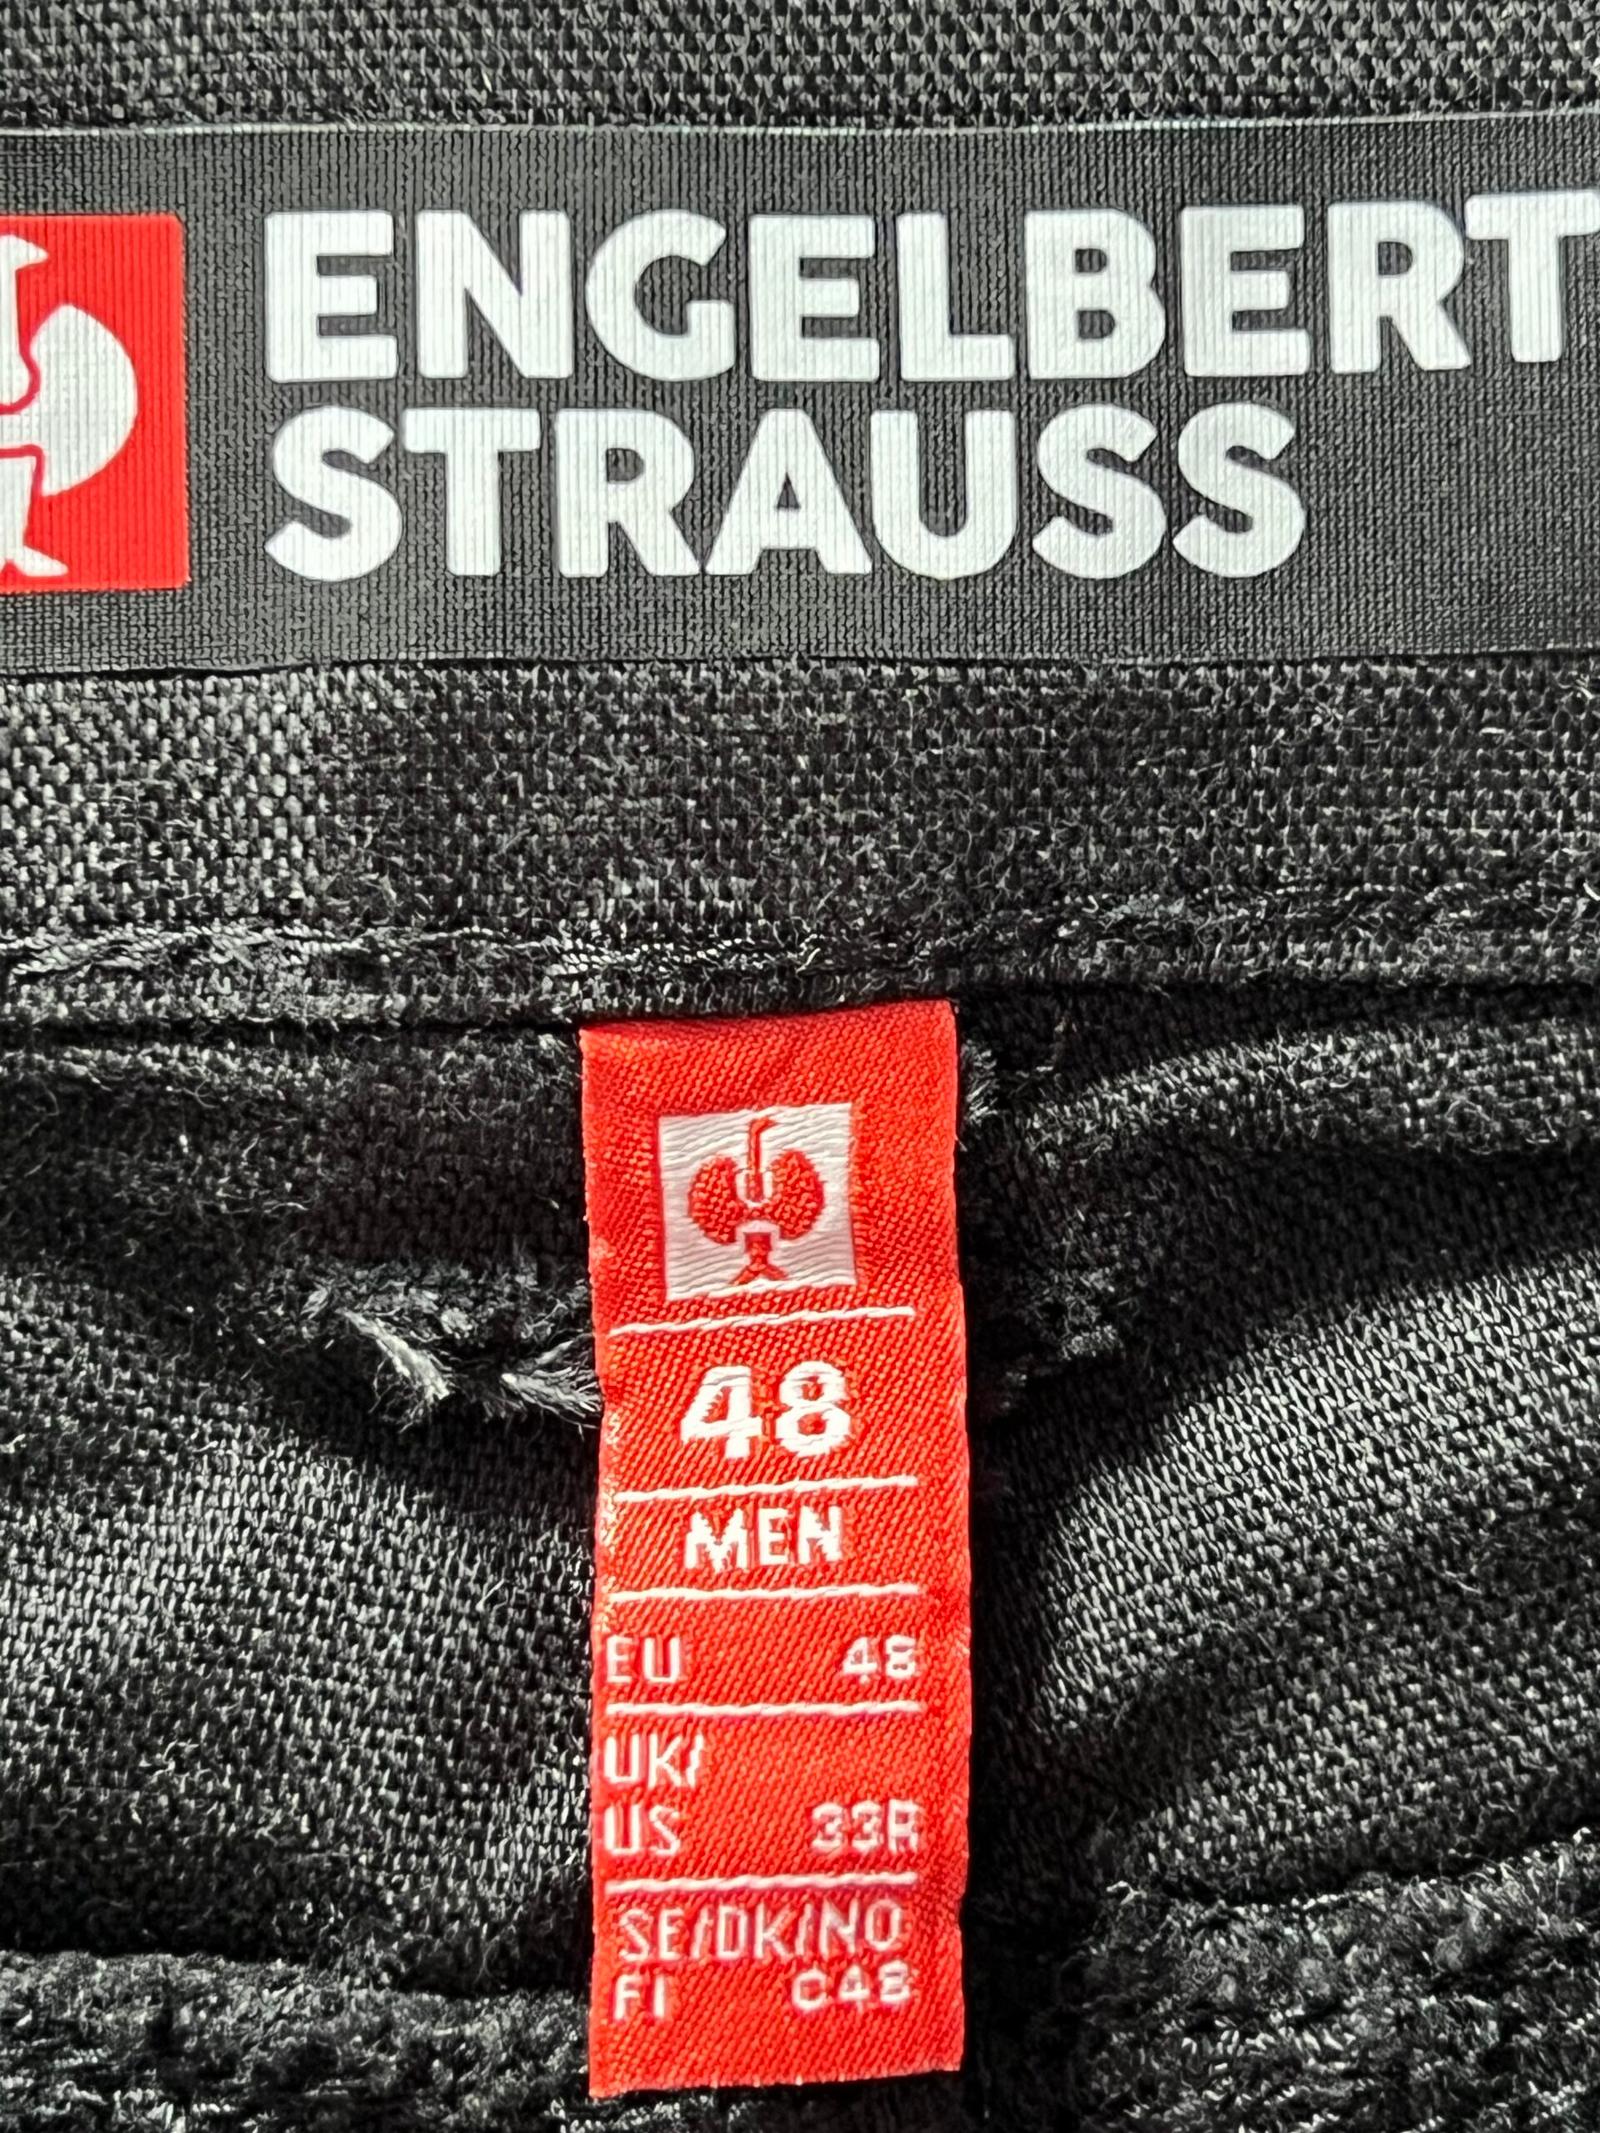 ENGELBERT
STRAUSS
48
MEN
EU 48
UK/
US 33R
SE/DK/NO
FI C48